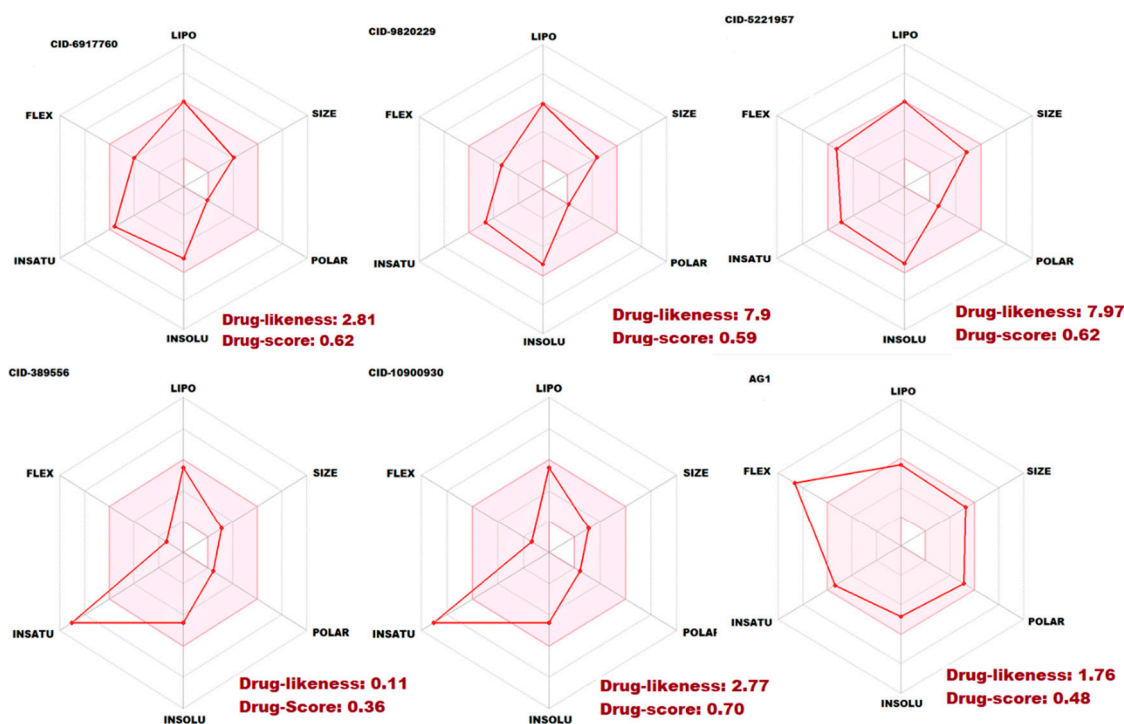 CID-6917760
LIPO
FLEX
SIZE
INSATU
POLAR
INSOLU
Drug-likeness: 2.81
Drug-score: 0.62
CID-9820229
LIPO
FLEX
SIZE
INSATU
POLAR
INSOLU
Drug-likeness: 7.9
Drug-score: 0.59
CID-5221957
LIPO
FLEX
SIZE
INSATU
POLAR
INSOLU
Drug-likeness: 7.97
Drug-score: 0.62
CID-389556
LIPO
FLEX
SIZE
INSATU
POLAR
INSOLU
Drug-likeness: 0.11
Drug-Score: 0.36
CID-10900930
LIPO
FLEX
SIZE
INSATU
POLAR
INSOLU
Drug-likeness: 2.77
Drug-score: 0.70
AG1
LIPO
FLEX
SIZE
INSATU
POLAR
INSOLU
Drug-likeness: 1.76
Drug-score: 0.48